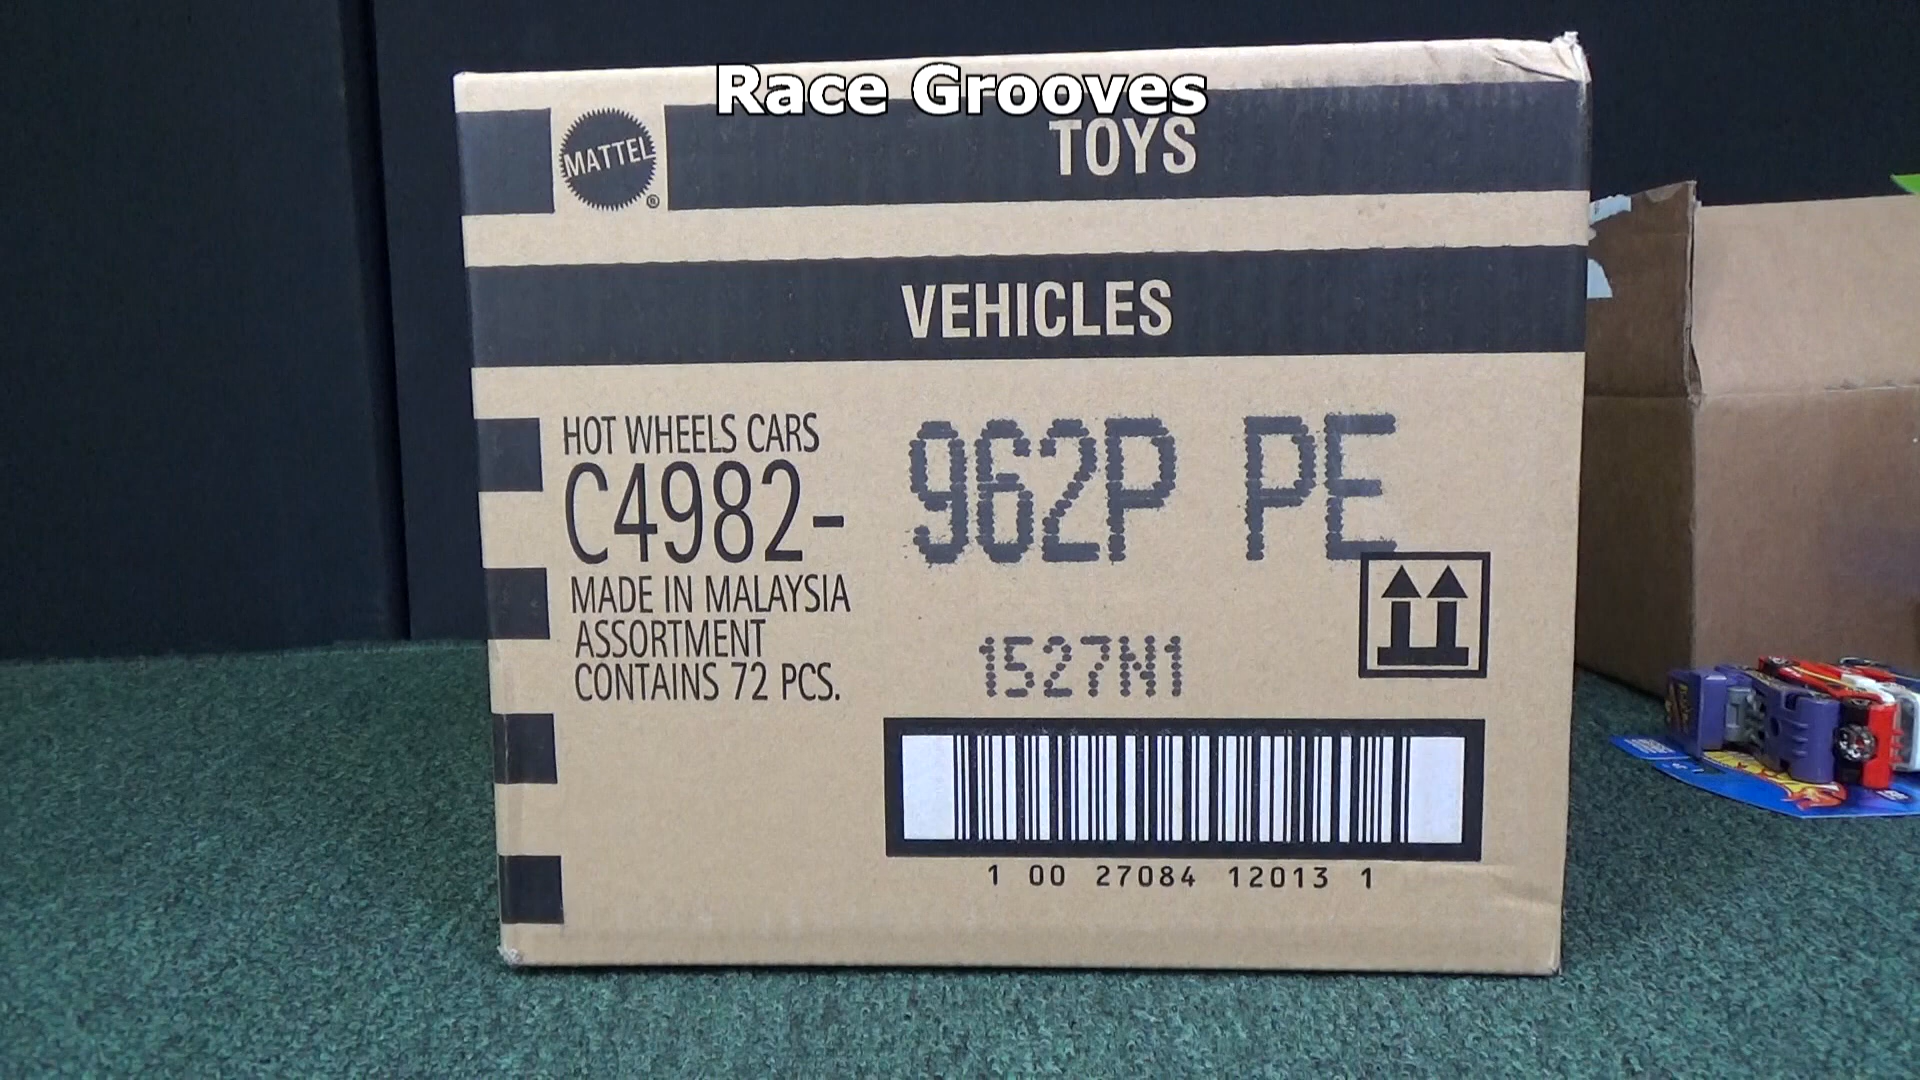 Race Grooves
MATTEL
®
TOYS
VEHICLES
HOT WHEELS CARS
C4982-
MADE IN MALAYSIA
ASSORTMENT
CONTAINS 72 PCS.
962P PE
1527N1
1 00 27084 12013 1